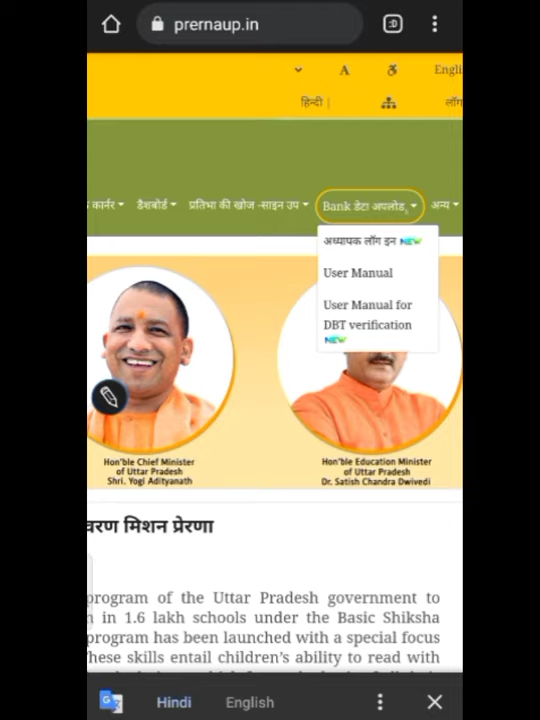 prernaup.in
:D
A
हिन्दी |
कार्नर
डैशबोर्ड
प्रतिभा की खोज -साइन उप
Bank डेटा अपलोड
अन्य
अध्यापक लॉग इन NEW
User Manual
User Manual for
DBT verification
NEW
Hon'ble Chief Minister
of Uttar Pradesh
Shri. Yogi Adityanath
Hon'ble Education Minister
of Uttar Pradesh
Dr. Satish Chandra Dwivedi
वरण मिशन प्रेरणा
program of the Uttar Pradesh government to
in 1.6 lakh schools under the Basic Shiksha
program has been launched with a special focus
These skills entail children's ability to read with
Hindi
English